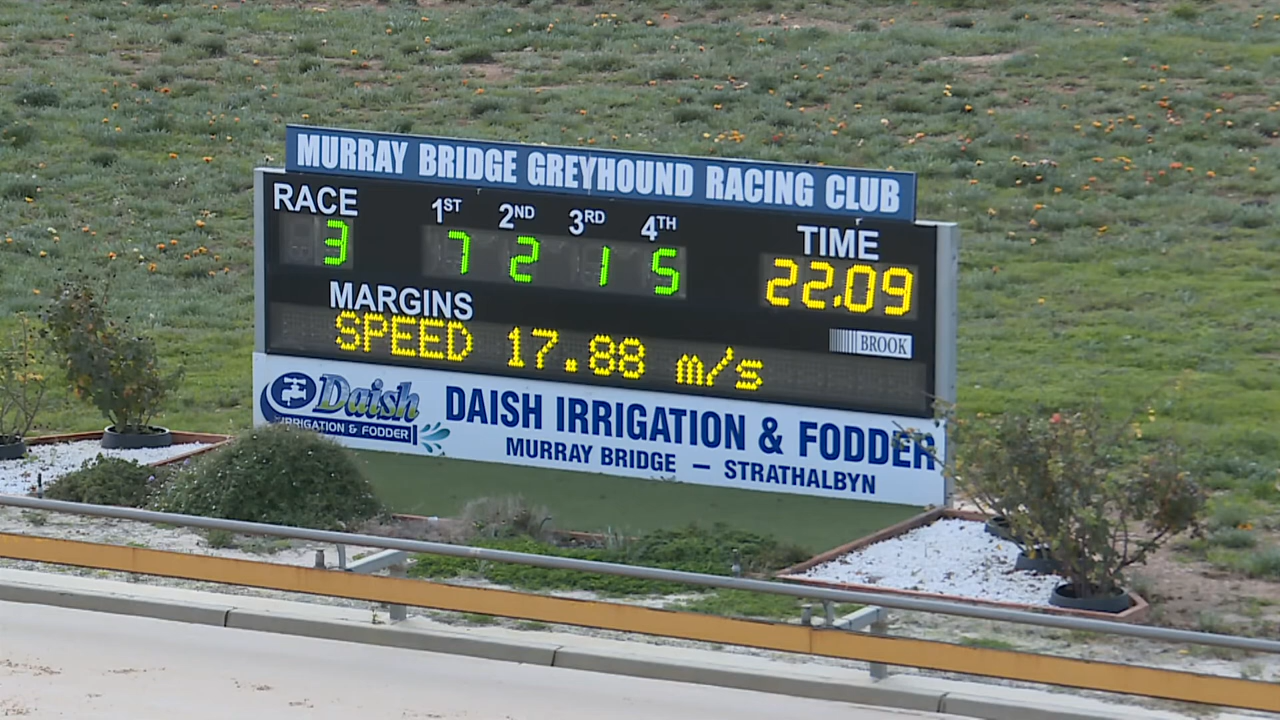 MURRAY BRIDGE GREYHOUND RACING CLUB
RACE 1ST 2ND 3RD 4TH TIME
3 7 2 1 5 22.09
MARGINS
BROOK
SPEED 17.88 m/s
Daish
IRRIGATION & FODDER
DAISH IRRIGATION & FODDER
MURRAY BRIDGE — STRATHALBYN